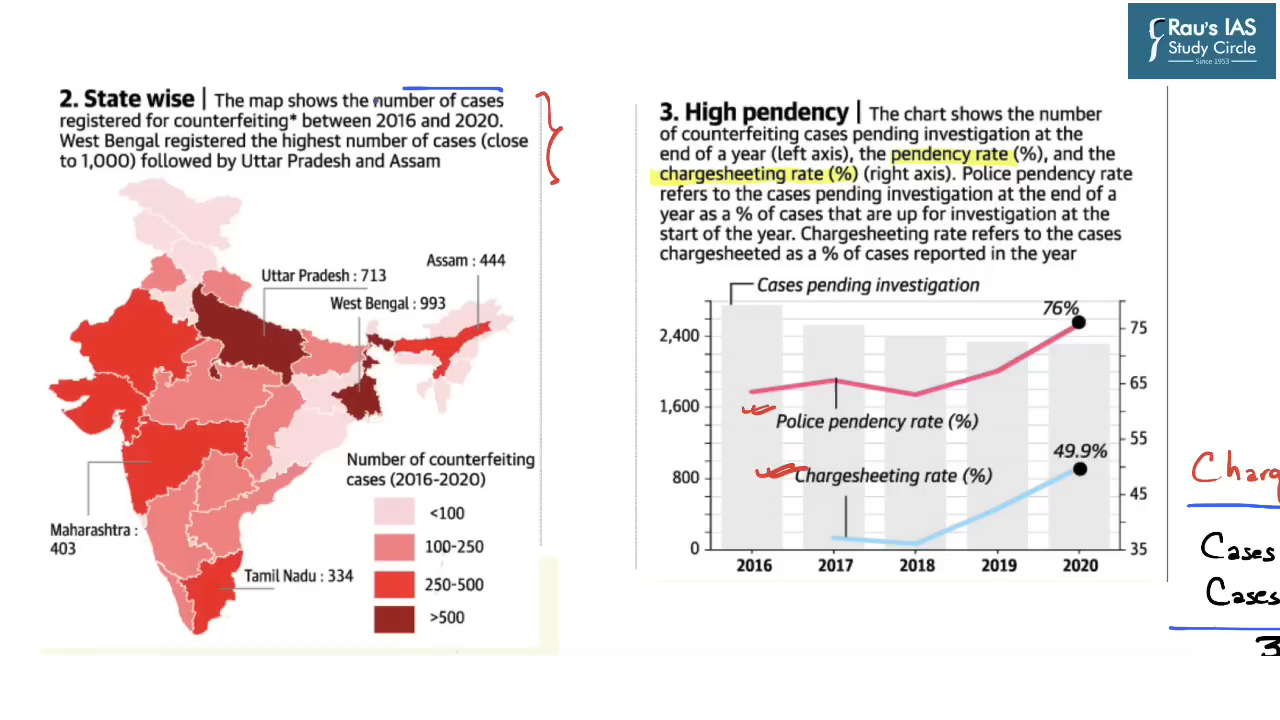 Rau's IAS
Study Circle
Since 1953
2. State wise | The map shows the number of cases
registered for counterfeiting* between 2016 and 2020.
West Bengal registered the highest number of cases (close
to 1,000) followed by Uttar Pradesh and Assam
Assam : 444
Uttar Pradesh : 713
West Bengal : 993
Number of counterfeiting
cases (2016-2020)
<100
100-250
250-500
>500
Maharashtra :
403
Tamil Nadu : 334
3. High pendency | The chart shows the number
of counterfeiting cases pending investigation at the
end of a year (left axis), the pendency rate (%), and the
chargesheeting rate (%) (right axis). Police pendency rate
refers to the cases pending investigation at the end of a
year as a % of cases that are up for investigation at the
start of the year. Chargesheeting rate refers to the cases
chargesheeted as a % of cases reported in the year
Cases pending investigation
76%
2,400
75
65
1,600
Police pendency rate (%)
55
49.9%
Chargesheeting rate (%)
800
45
0
35
2016 2017 2018 2019 2020
Charg
Cases
Cases
3